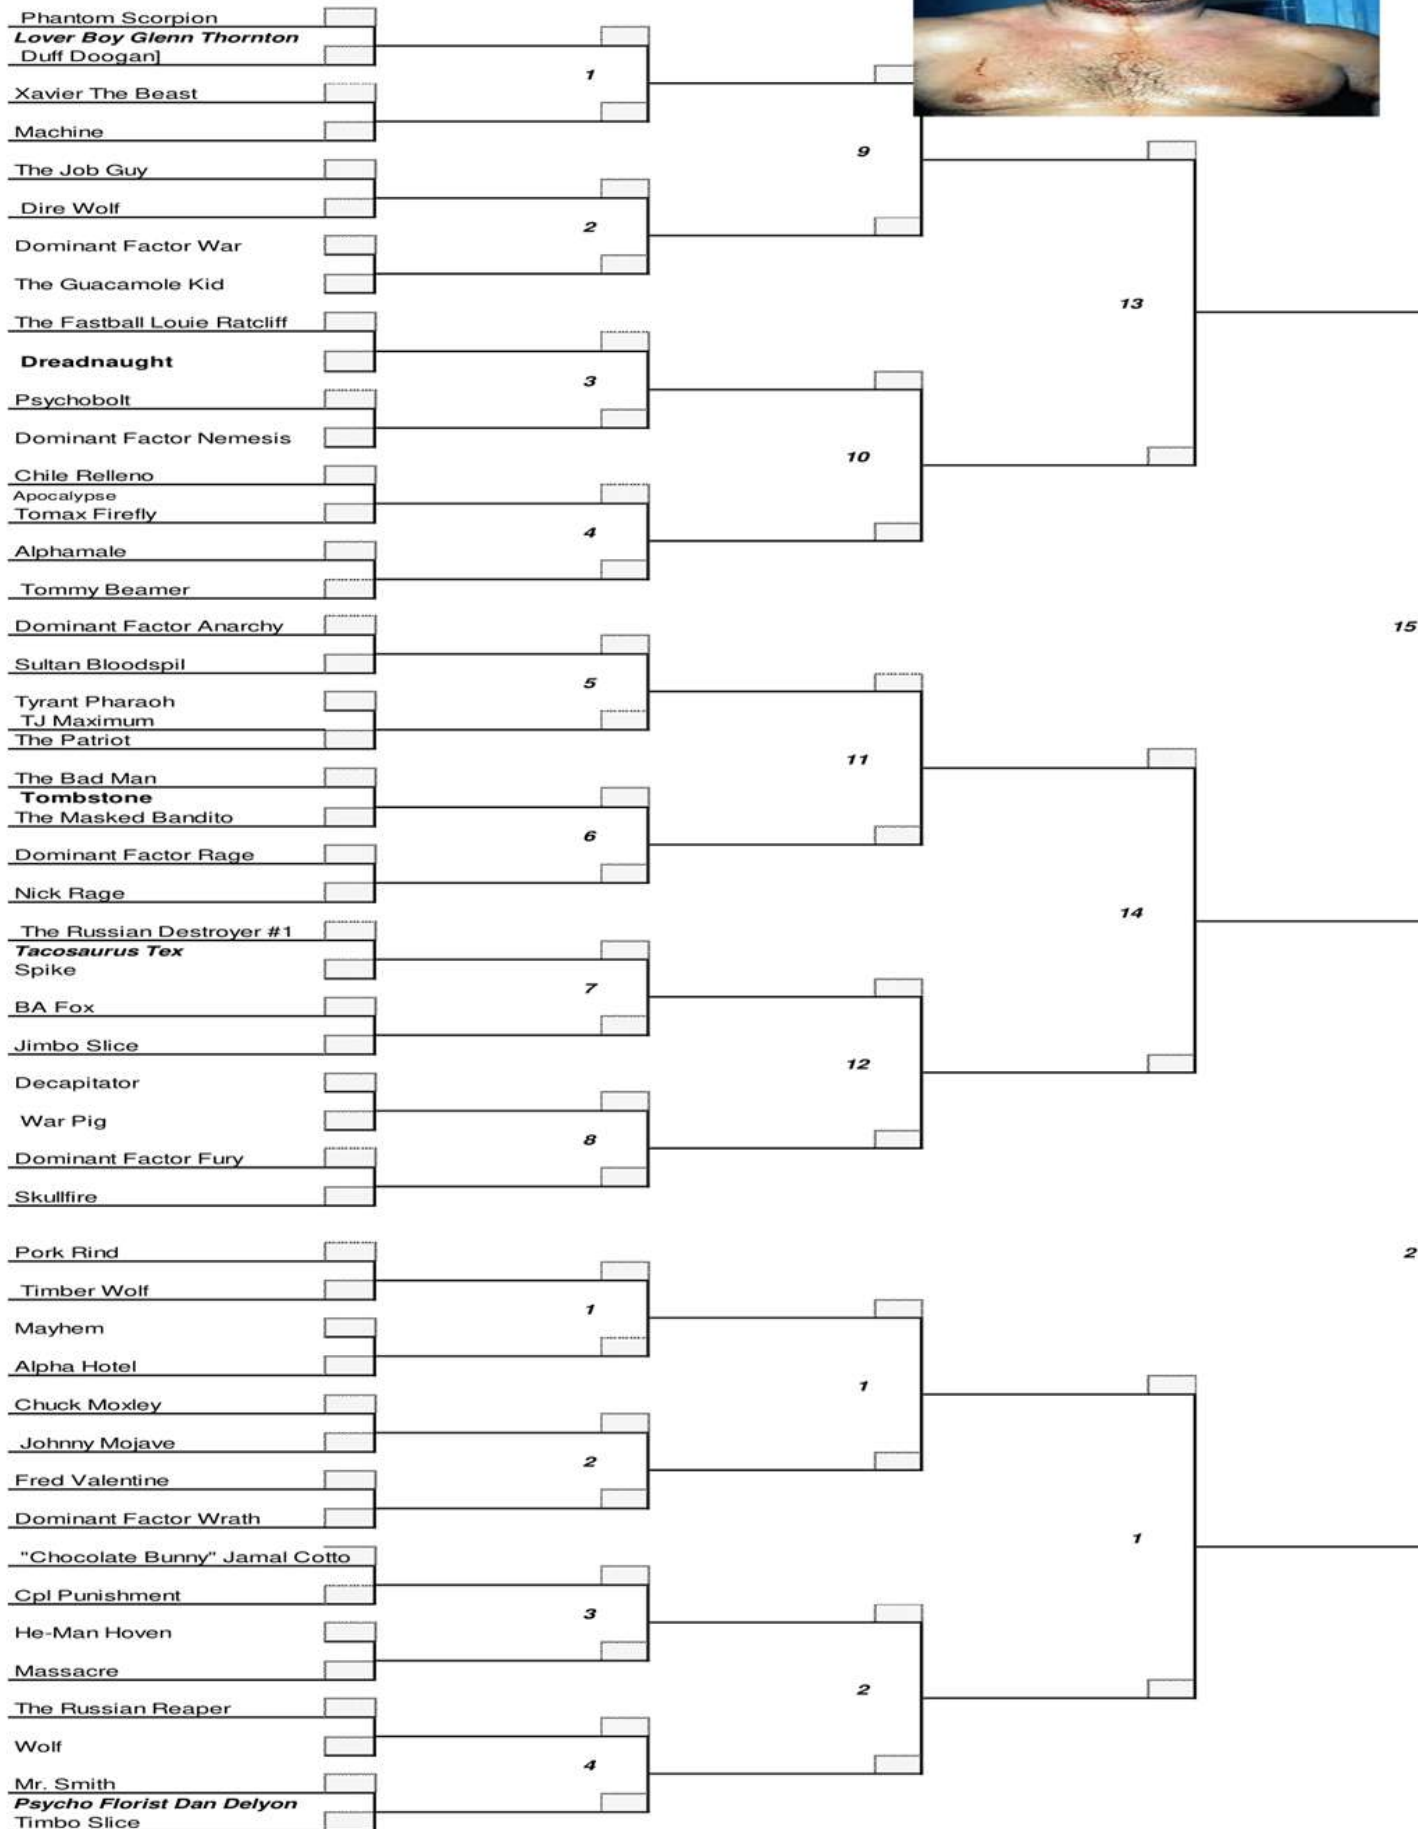 Phantom Scorpion
Lover Boy Glenn Thornton
Duff Doogan]
1
Xavier The Beast
Machine
9
The Job Guy
Dire Wolf
2
Dominant Factor War
The Guacamole Kid
13
The Fastball Louie Ratcliff
Dreadnaught
3
Psychobolt
Dominant Factor Nemesis
10
Chile Relleno
Apocalypse
Tomax Firefly
4
Alphamale
Tommy Beamer
Dominant Factor Anarchy
15
Sultan Bloodspil
5
Tyrant Pharaoh
TJ Maximum
The Patriot
11
The Bad Man
Tombstone
The Masked Bandito
6
Dominant Factor Rage
Nick Rage
14
The Russian Destroyer #1
Tacosaurus Tex
Spike
7
BA Fox
Jimbo Slice
12
Decapitator
War Pig
8
Dominant Factor Fury
Skullfire
Pork Rind
2
Timber Wolf
1
Mayhem
Alpha Hotel
1
Chuck Moxley
Johnny Mojave
2
Fred Valentine
Dominant Factor Wrath
1
"Chocolate Bunny" Jamal Cotto
Cpl Punishment
3
He-Man Hoven
Massacre
2
The Russian Reaper
Wolf
4
Mr. Smith
Psycho Florist Dan Delyon
Timbo Slice